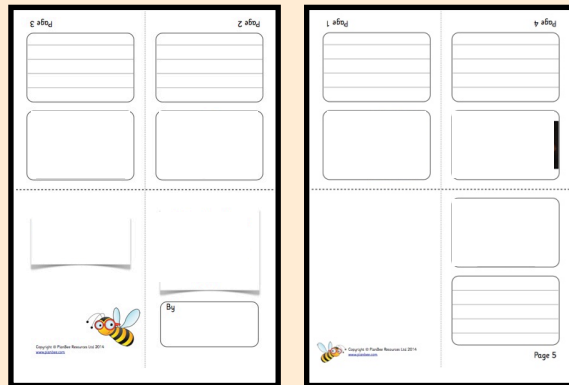 Page 3
Page 2
By
Copyright © PlanBee Resources Ltd 2014
www.planbee.com
Page 1
Page 4
Copyright © PlanBee Resources Ltd 2014
www.planbee.com
Page 5